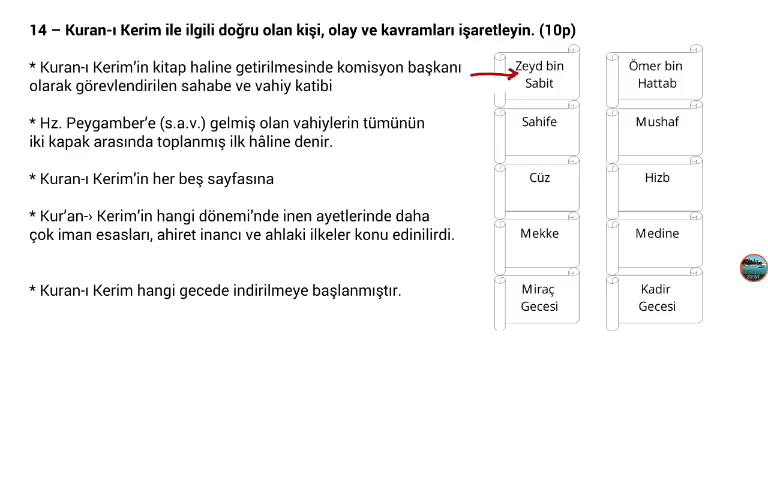 14 – Kuran-ı Kerim ile ilgili doğru olan kişi, olay ve kavramları işaretleyin. (10p)
* Kuran-ı Kerim’in kitap haline getirilmesinde komisyon başkanı
olarak görevlendirilen sahabe ve vahiy katibi
Zeyd bin
Sabit
Ömer bin
Hattab
* Hz. Peygamber’e (s.a.v.) gelmiş olan vahiylerin tümünün
iki kapak arasında toplanmış ilk hâline denir.
Sahife
Mushaf
* Kuran-ı Kerim’in her beş sayfasına
Cüz
Hizb
* Kur’an-› Kerim’in hangi dönemi’nde inen ayetlerinde daha
çok iman esasları, ahiret inancı ve ahlaki ilkeler konu edinilirdi.
Mekke
Medine
* Kuran-ı Kerim hangi gecede indirilmeye başlanmıştır.
Miraç
Gecesi
Kadir
Gecesi